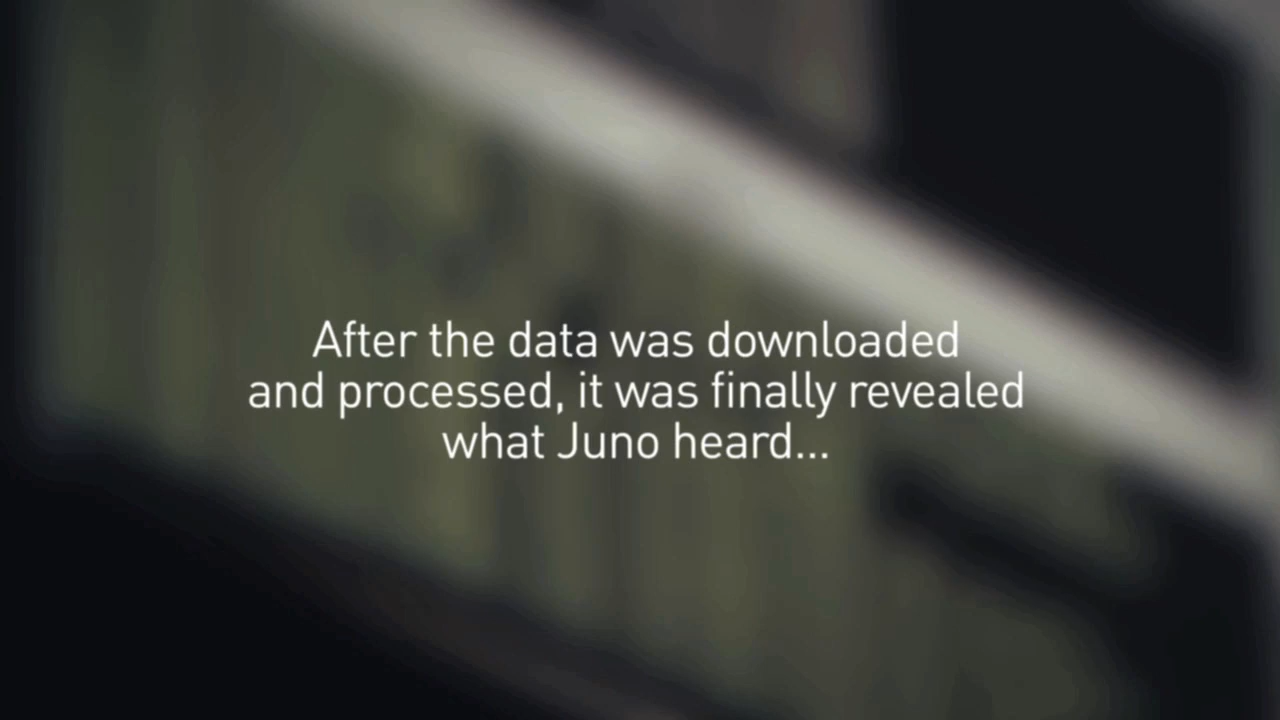 After the data was downloaded
and processed, it was finally revealed
what Juno heard...